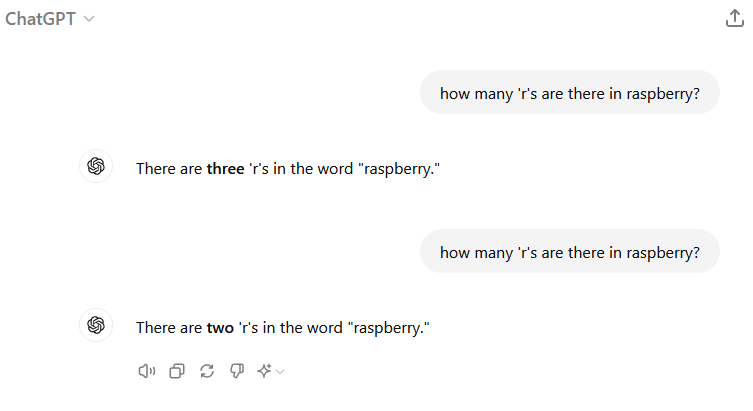 ChatGPT
how many 'r's are there in raspberry?
There are three 'r's in the word "raspberry."
how many 'r's are there in raspberry?
There are two 'r's in the word "raspberry."